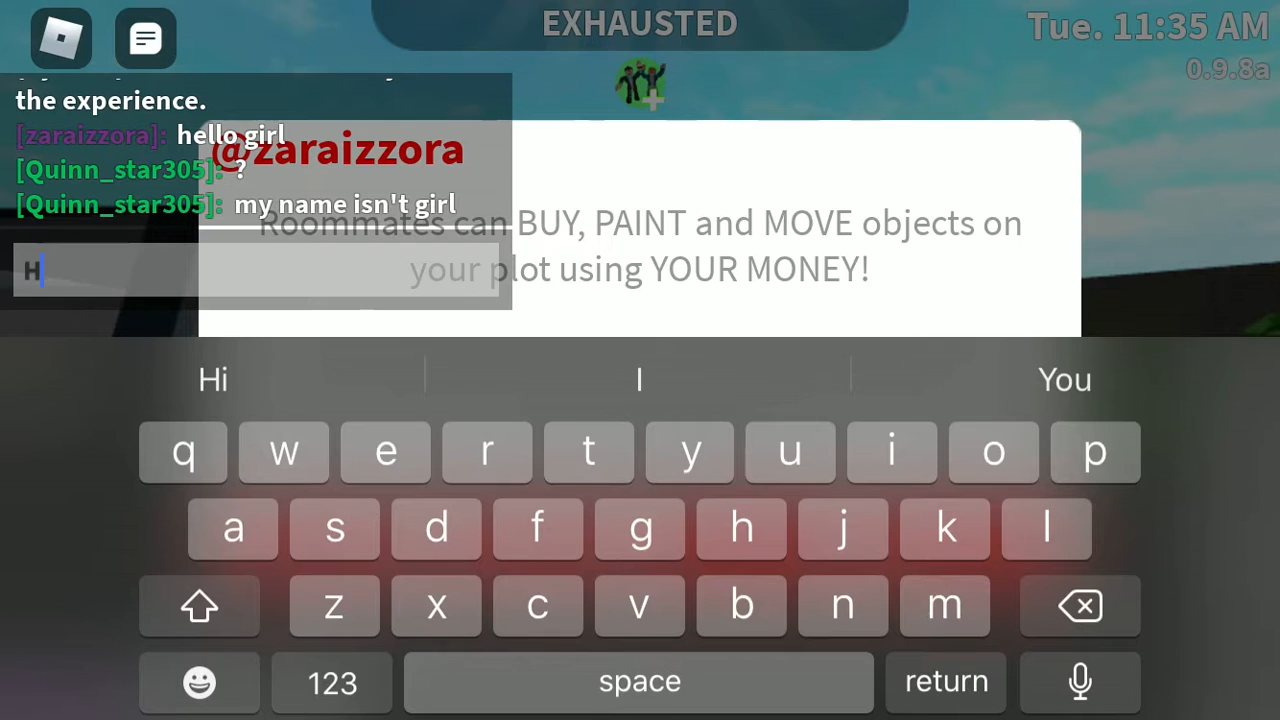 EXHAUSTED
Tue. 11:35 AM
0.9.8a
the experience.
[zaraizzora]: hello girl
[Quinn_star305]: ?
[Quinn_star305]: my name isn't girl
H
@zaraizzora
Roommates can BUY, PAINT and MOVE objects on
your plot using YOUR MONEY!
Hi I You
q w e r t y u i o p
a s d f g h j k l
z x c v b n m
123 space return